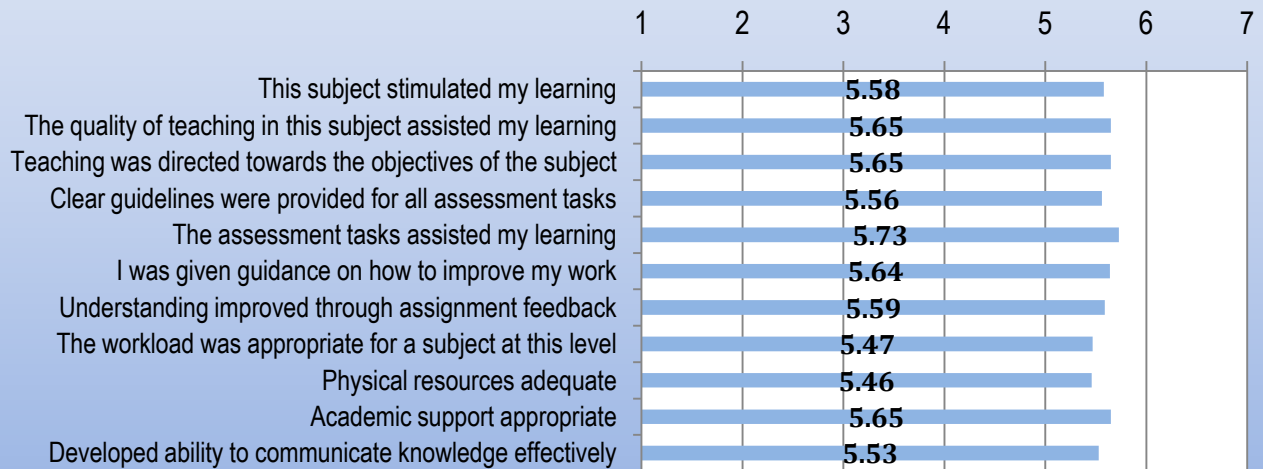 1 2 3 4 5 6 7
This subject stimulated my learning 5.58
The quality of teaching in this subject assisted my learning 5.65
Teaching was directed towards the objectives of the subject 5.65
Clear guidelines were provided for all assessment tasks 5.56
The assessment tasks assisted my learning 5.73
I was given guidance on how to improve my work 5.64
Understanding improved through assignment feedback 5.59
The workload was appropriate for a subject at this level 5.47
Physical resources adequate 5.46
Academic support appropriate 5.65
Developed ability to communicate knowledge effectively 5.53